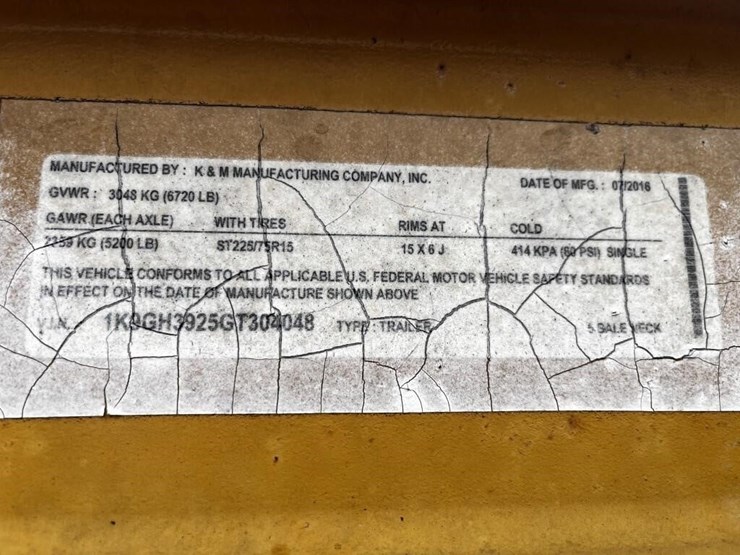 MANUFACTURED BY : K & M MANUFACTURING COMPANY, INC. DATE OF MFG. : 07/2016
GVWR : 3048 KG (6720 LB)
GAWR (EACH AXLE) WITH TIRES RIMS AT COLD
2359 KG (5200 LB) ST225/75R15 15 X 6 J 414 KPA (60 PSI) SINGLE
THIS VEHICLE CONFORMS TO ALL APPLICABLE U.S. FEDERAL MOTOR VEHICLE SAFETY STANDARDS
IN EFFECT ON THE DATE OF MANUFACTURE SHOWN ABOVE
V.I.N. 1K9GH3925GT304048 TYPE : TRAILER